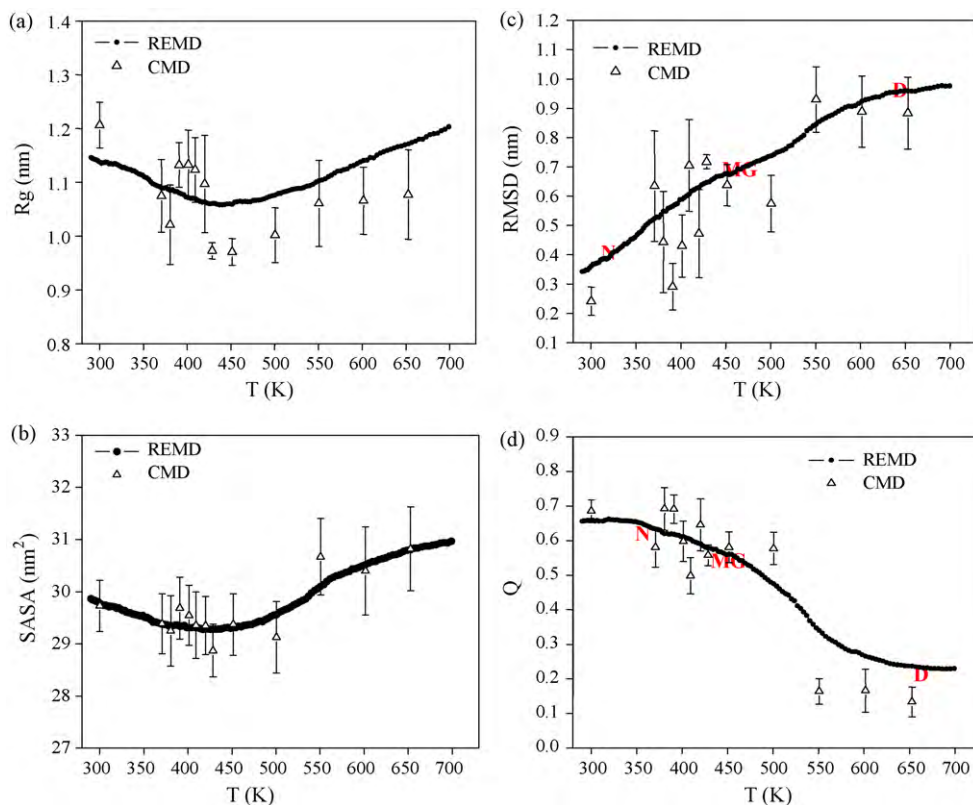 (a)
1.4
1.3
1.2
1.1
1.0
0.9
0.8
Rg (nm)
REMD
CMD
300 350 400 450 500 550 600 650 700
T (K)
(c)
1.2
1.1
1.0
0.9
0.8
0.7
0.6
0.5
0.4
0.3
0.2
0.1
RMSD (nm)
REMD
CMD
D
MG
N
300 350 400 450 500 550 600 650 700
T (K)
(b)
33
32
31
30
29
28
27
SASA (nm²)
REMD
CMD
300 350 400 450 500 550 600 650 700
T (K)
(d)
0.9
0.8
0.7
0.6
0.5
0.4
0.3
0.2
0.1
0.0
Q
REMD
CMD
N
MG
D
300 350 400 450 500 550 600 650 700
T (K)